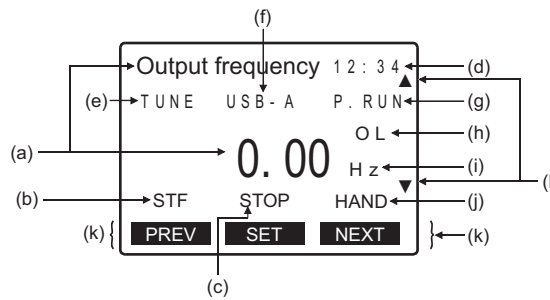 (f)
Output frequency 12:34 (d)
(e) TUNE USB-A P.RUN (g)
OL (h)
(a) 0.00 Hz (i)
(b) STF STOP HAND (j)
(k) PREV SET NEXT (k)
(c)